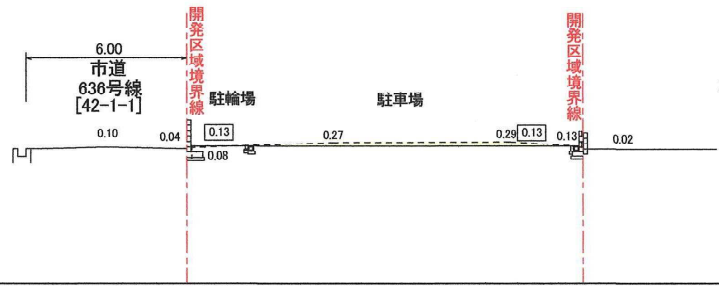 6.00
市道
636号線
[42-1-1]
開発区域境界線
駐輪場
駐車場
開発区域境界線
0.10
0.04
0.13
0.08
0.27
0.29
0.13
0.13
0.02